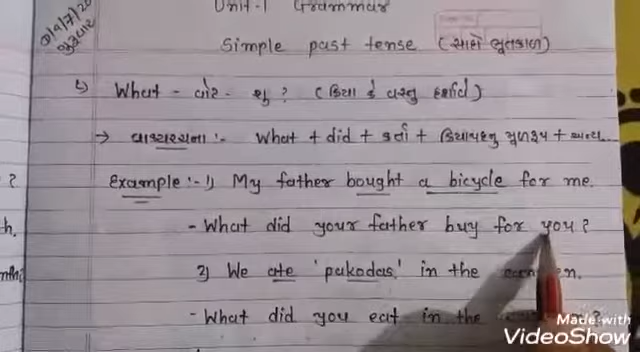 Unit-1 Grammar
ગુરુવાર
Simple past tense (સાદો ભૂતકાળ)
What - વોટ - શું? (ક્રિયા કે વસ્તુ દર્શાવે)
→ વાક્યરચના :- What + did + કર્તા + ક્રિયાપદનું મૂળરૂપ + અન્ય
Example :- 1) My father bought a bicycle for me.
- What did your father buy for you?
2) We ate 'pakodas' in the
- What did you eat in the
Made with
VideoShow